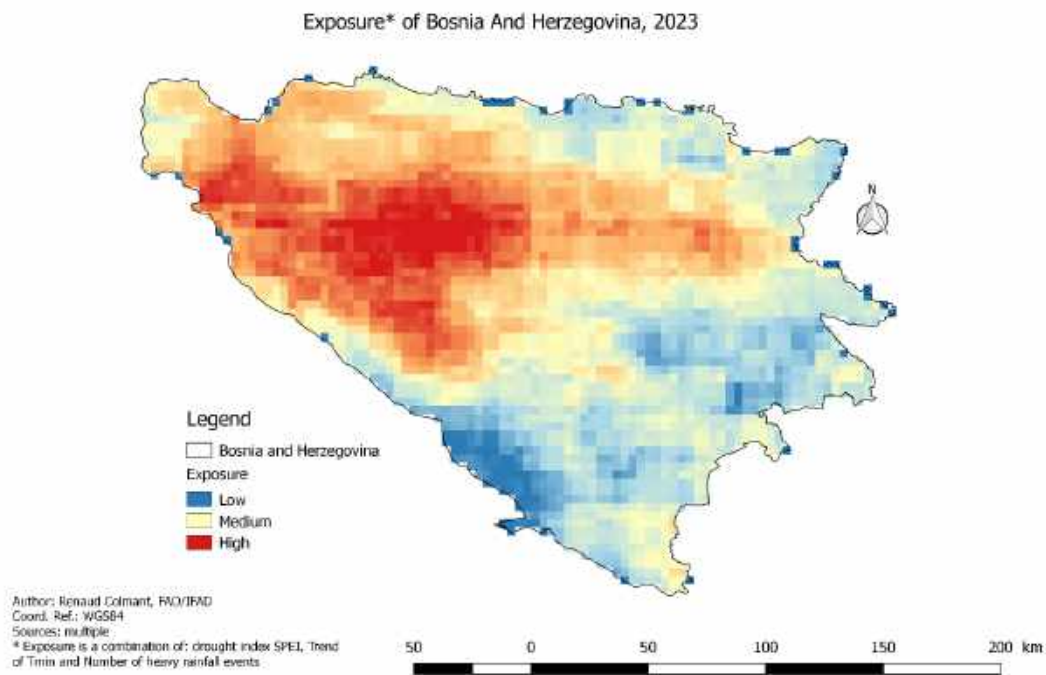 Exposure* of Bosnia And Herzegovina, 2023
N
Legend
Bosnia and Herzegovina
Exposure
Low
Medium
High
Author: Renaud Colmant, FAO/IFAD
Coord. Ref.: WGS84
Sources: multiple
* Exposure is a combination of: drought index SPEI, Trend
of Tmin and Number of heavy rainfall events
50 0 50 100 150 200 km